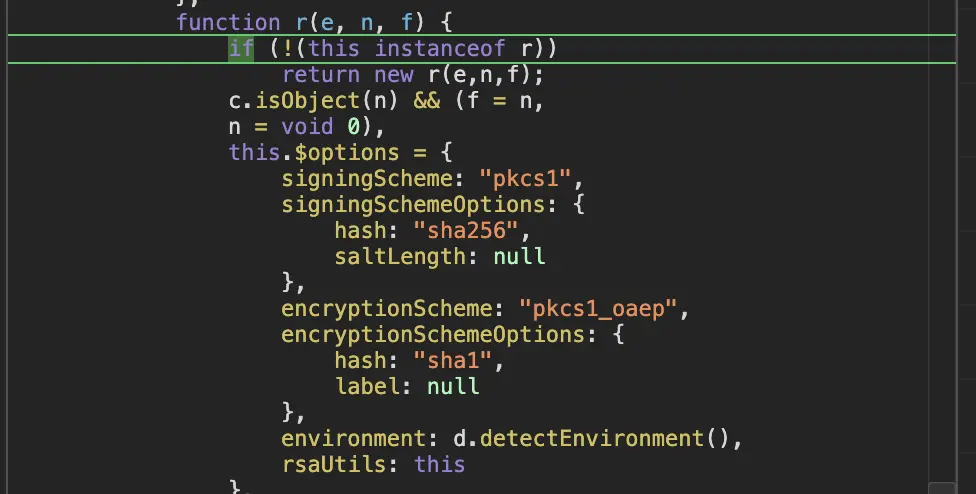 },
function r(e, n, f) {
if (!(this instanceof r))
return new r(e,n,f);
c.isObject(n) && (f = n,
n = void 0),
this.$options = {
signingScheme: "pkcs1",
signingSchemeOptions: {
hash: "sha256",
saltLength: null
},
encryptionScheme: "pkcs1_oaep",
encryptionSchemeOptions: {
hash: "sha1",
label: null
},
environment: d.detectEnvironment(),
rsaUtils: this
},